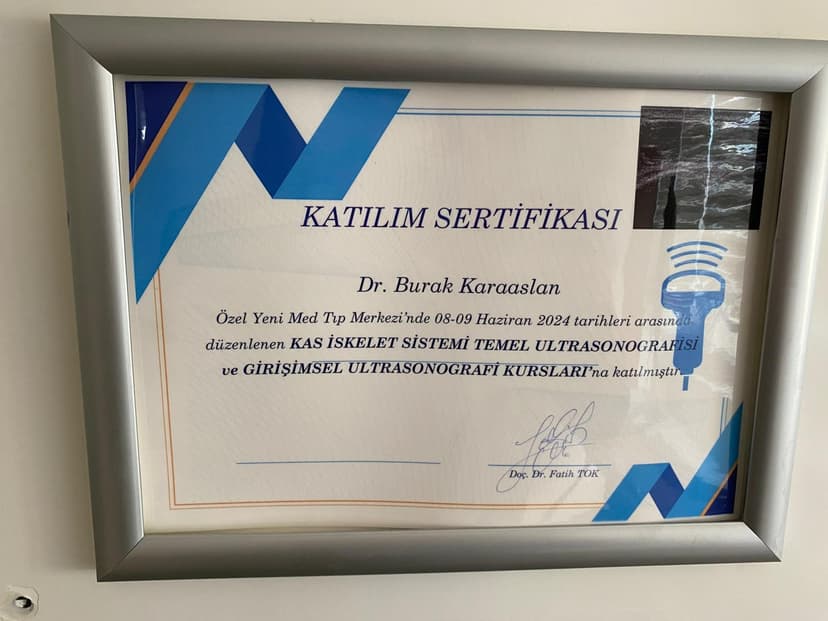 KATILIM SERTİFİKASI
Dr. Burak Karaaslan
Özel Yeni Med Tıp Merkezi'nde 08-09 Haziran 2024 tarihleri arasında
düzenlenen KAS İSKELET SİSTEMİ TEMEL ULTRASONOGRAFİSİ
ve GİRİŞİMSEL ULTRASONOGRAFİ KURSLARI'na katılmıştır.
Doç. Dr. Fatih TOK